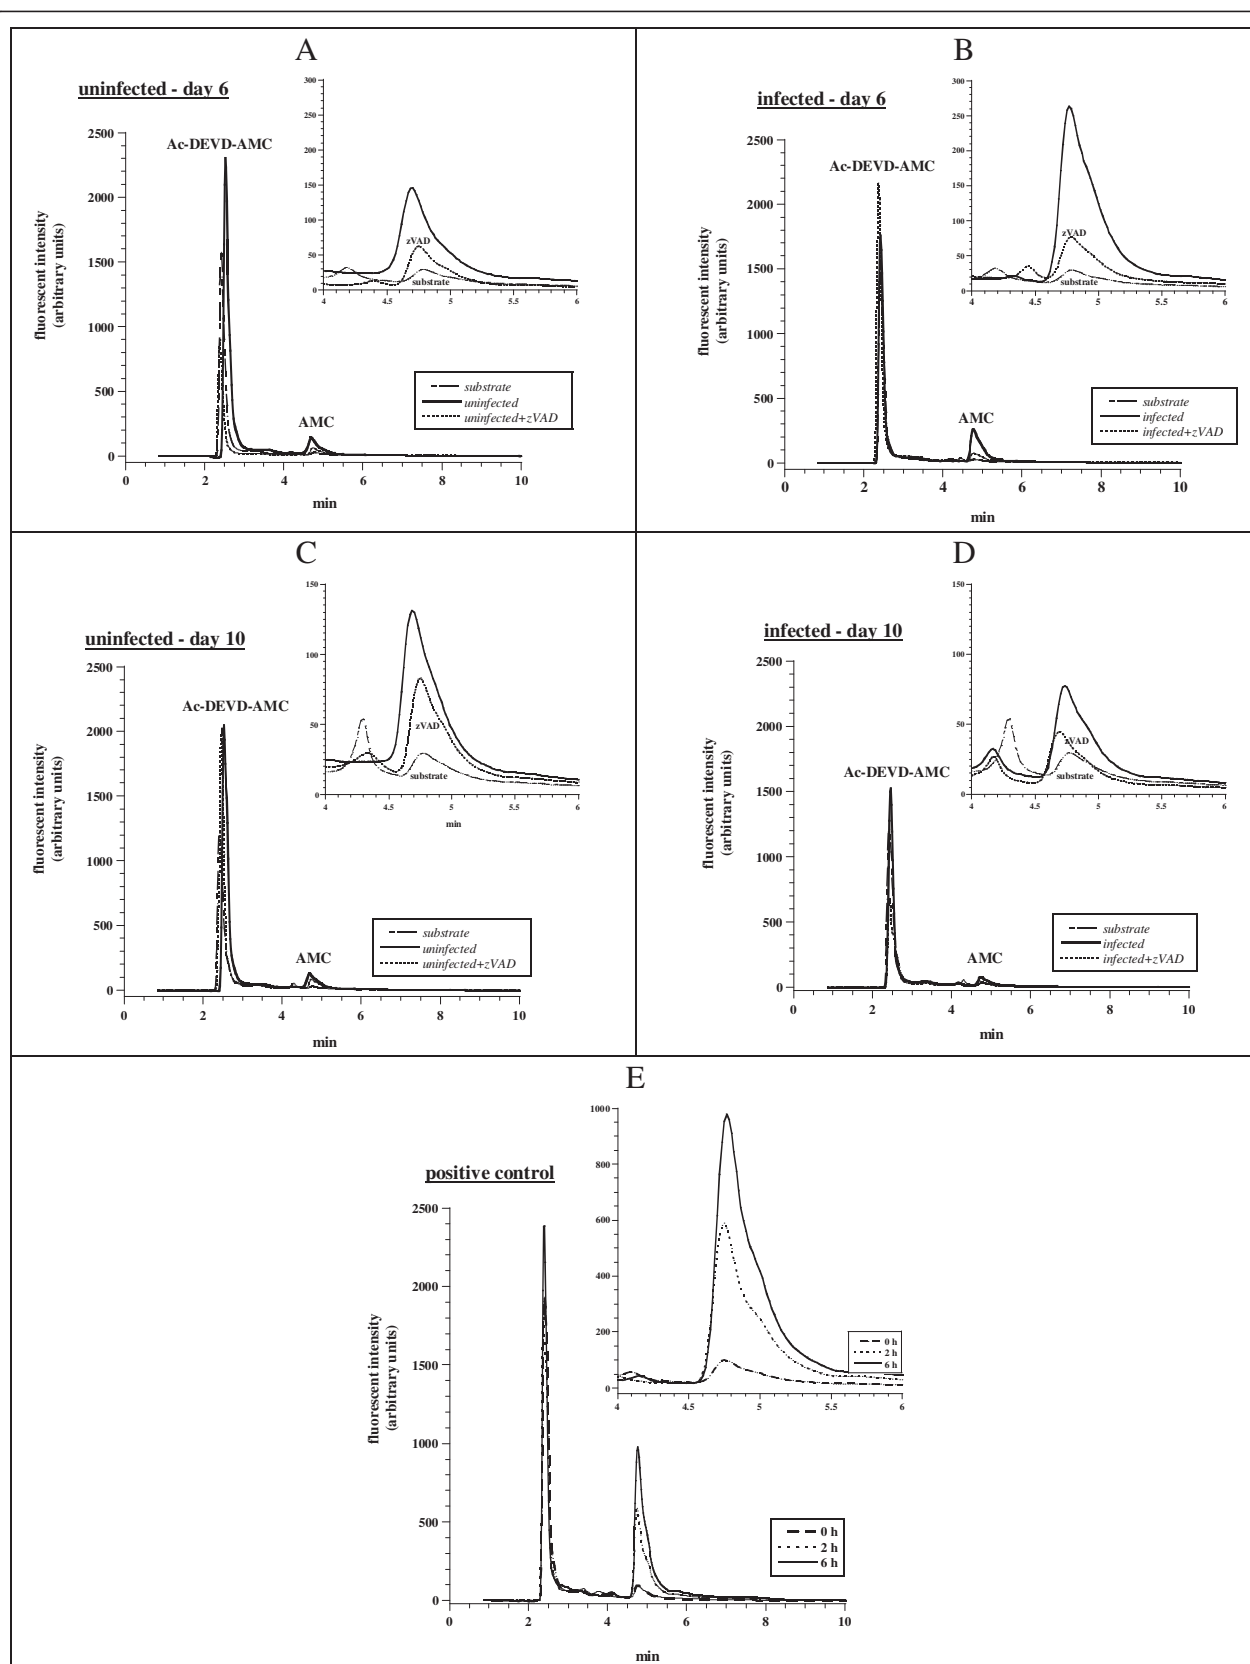 A
uninfected - day 6
2500
2000
1500
1000
500
0
fluorescent intensity
(arbitrary units)
Ac-DEVD-AMC
AMC
0 2 4 6 8 10
min
300
250
200
150
100
50
0
zVAD
substrate
4 4.5 5 5.5 6
substrate
uninfected
uninfected+zVAD
B
infected - day 6
2500
2000
1500
1000
500
0
fluorescent intensity
(arbitrary units)
Ac-DEVD-AMC
AMC
0 2 4 6 8 10
min
300
250
200
150
100
50
0
zVAD
substrate
4 4.5 5 5.5 6
substrate
infected
infected+zVAD
C
uninfected - day 10
2500
2000
1500
1000
500
0
fluorescent intensity
(arbitrary units)
Ac-DEVD-AMC
AMC
0 2 4 6 8 10
min
150
100
50
0
zVAD
substrate
4 4.5 5 5.5 6
min
substrate
uninfected
uninfected+zVAD
D
infected - day 10
2500
2000
1500
1000
500
0
fluorescent intensity
(arbitrary units)
Ac-DEVD-AMC
AMC
0 2 4 6 8 10
min
150
100
50
0
zVAD
substrate
4 4.5 5 5.5 6
substrate
infected
infected+zVAD
E
positive control
2500
2000
1500
1000
500
0
fluorescent intensity
(arbitrary units)
0 2 4 6 8 10
min
1000
800
600
400
200
0
4 4.5 5 5.5 6
0 h
2 h
6 h
0 h
2 h
6 h